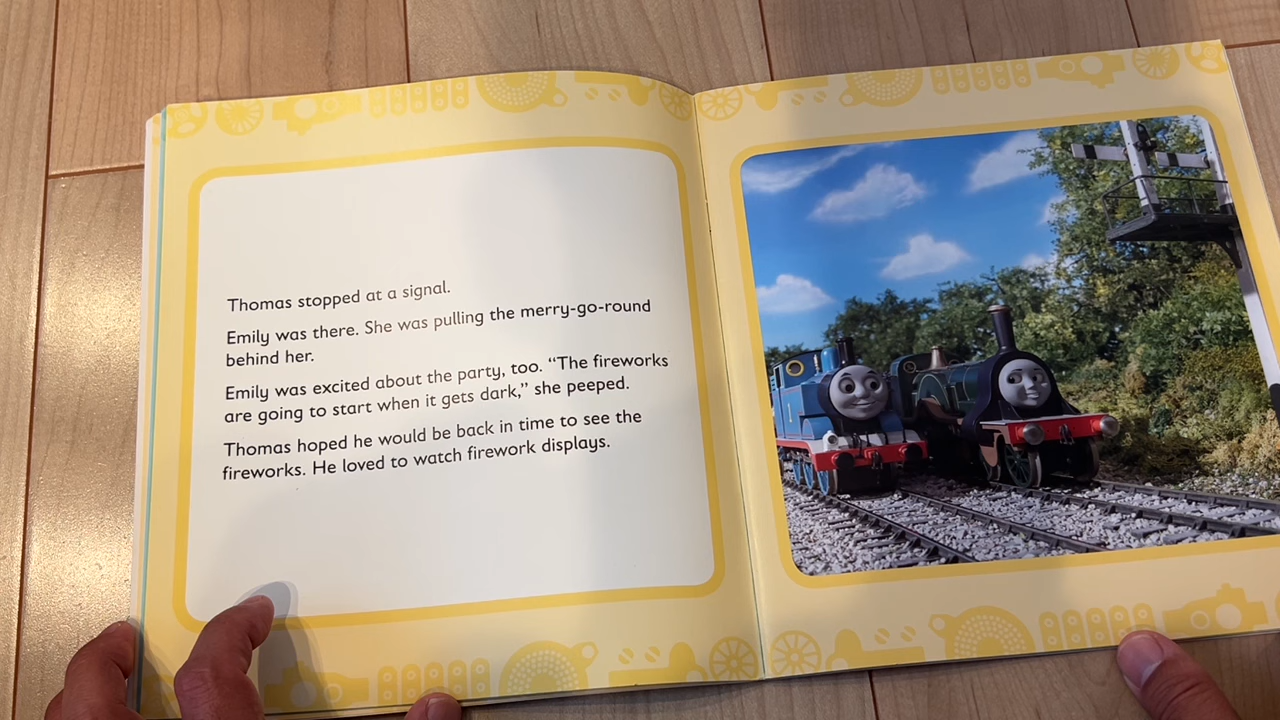 Thomas stopped at a signal.
Emily was there. She was pulling the merry-go-round
behind her.
Emily was excited about the party, too. “The fireworks
are going to start when it gets dark,” she peeped.
Thomas hoped he would be back in time to see the
fireworks. He loved to watch firework displays.
1